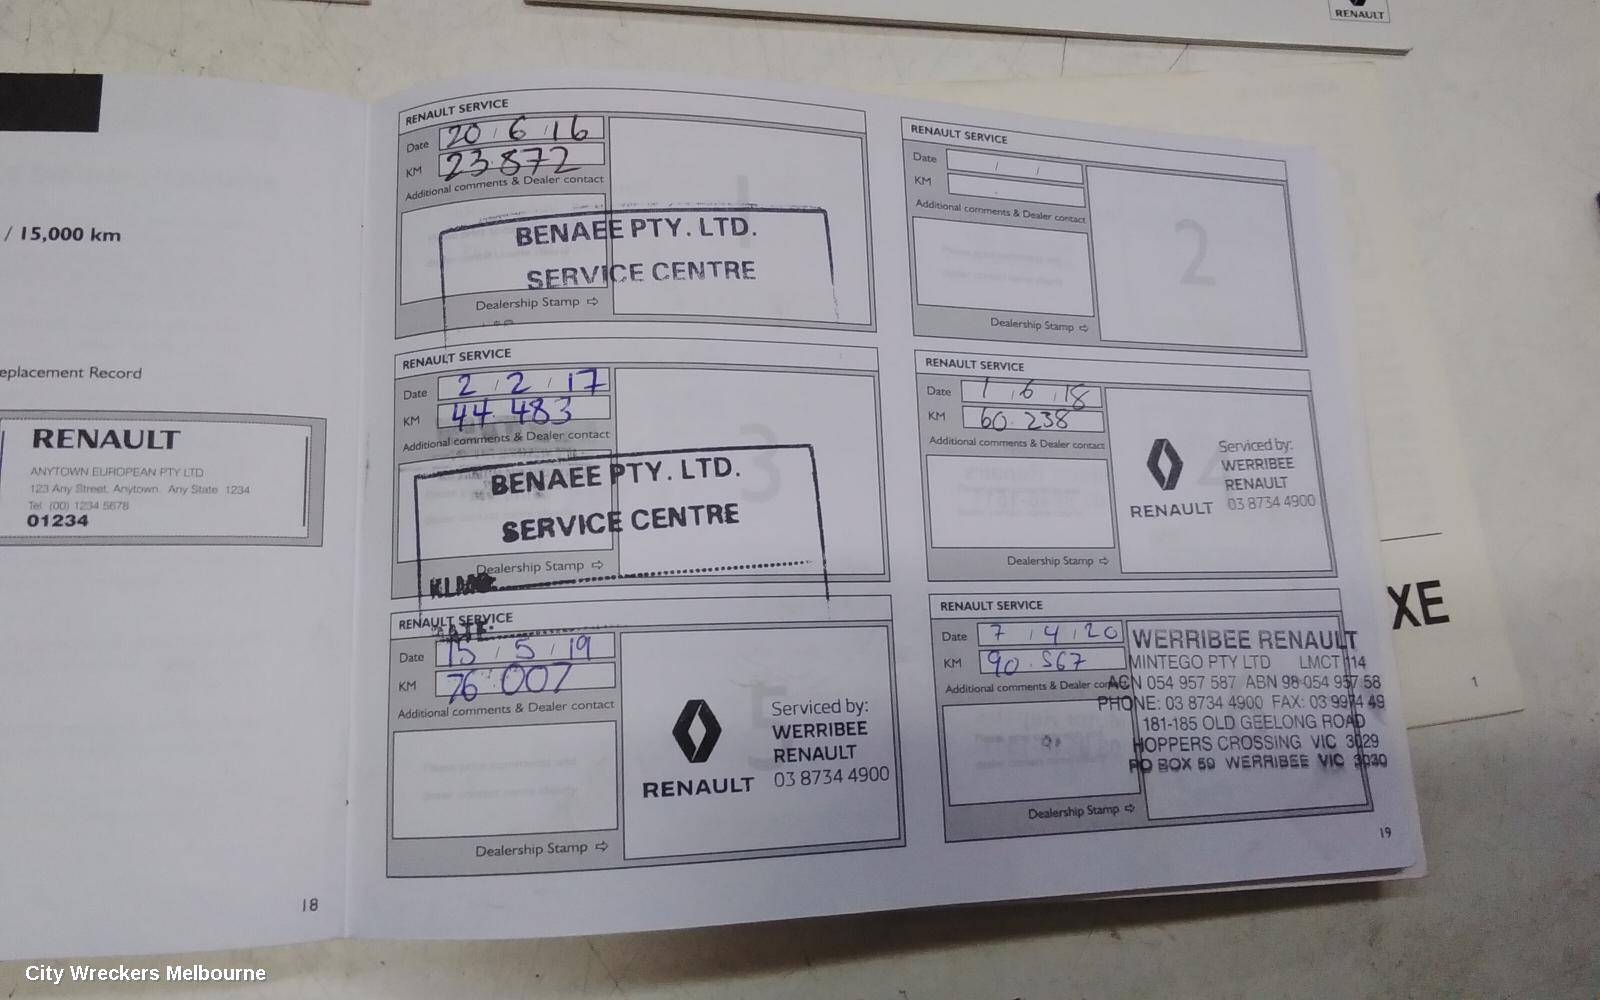 RENAULT
/ 15,000 km
eplacement Record
RENAULT
ANYTOWN EUROPEAN PTY LTD
123 Any Street, Anytown. Any State 1234
Tel: (00) 1234 5678
01234
18
RENAULT SERVICE
Date 20 / 6 / 16
KM 23.872
Additional comments & Dealer contact
1
BENAEE PTY. LTD.
SERVICE CENTRE
Dealership Stamp ⇨
RENAULT SERVICE
Date / /
KM
Additional comments & Dealer contact
2
Dealership Stamp ⇨
RENAULT SERVICE
Date 2 / 2 / 17
KM 44.483
Additional comments & Dealer contact
3
BENAEE PTY. LTD.
SERVICE CENTRE
Dealership Stamp ⇨
RENAULT SERVICE
Date 1 / 6 / 18
KM 60.238
Additional comments & Dealer contact
4
RENAULT
Serviced by:
WERRIBEE
RENAULT
03 8734 4900
Dealership Stamp ⇨
RENAULT SERVICE
DATE:
Date 15 / 5 / 19
KM 76.007
Additional comments & Dealer contact
5
RENAULT
Serviced by:
WERRIBEE
RENAULT
03 8734 4900
Dealership Stamp ⇨
RENAULT SERVICE
Date 7 / 4 / 20
KM 90.567
Additional comments & Dealer
WERRIBEE RENAULT
MINTEGO PTY LTD LMCT 114
ACN 054 957 587 ABN 98 054 957 58
PHONE: 03 8734 4900 FAX: 03 9974 49
181-185 OLD GEELONG ROAD
HOPPERS CROSSING VIC 3029
PO BOX 59 WERRIBEE VIC 3030
Dealership Stamp ⇨
19
XE
1
City Wreckers Melbourne